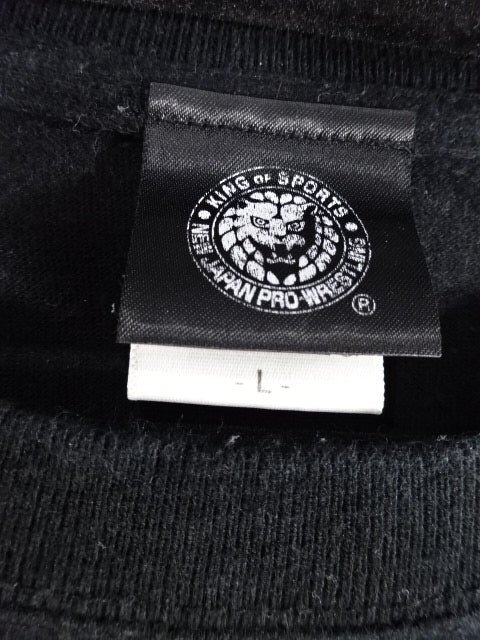 KING OF SPORTS
NEW JAPAN PRO-WRESTLING
®
- L -